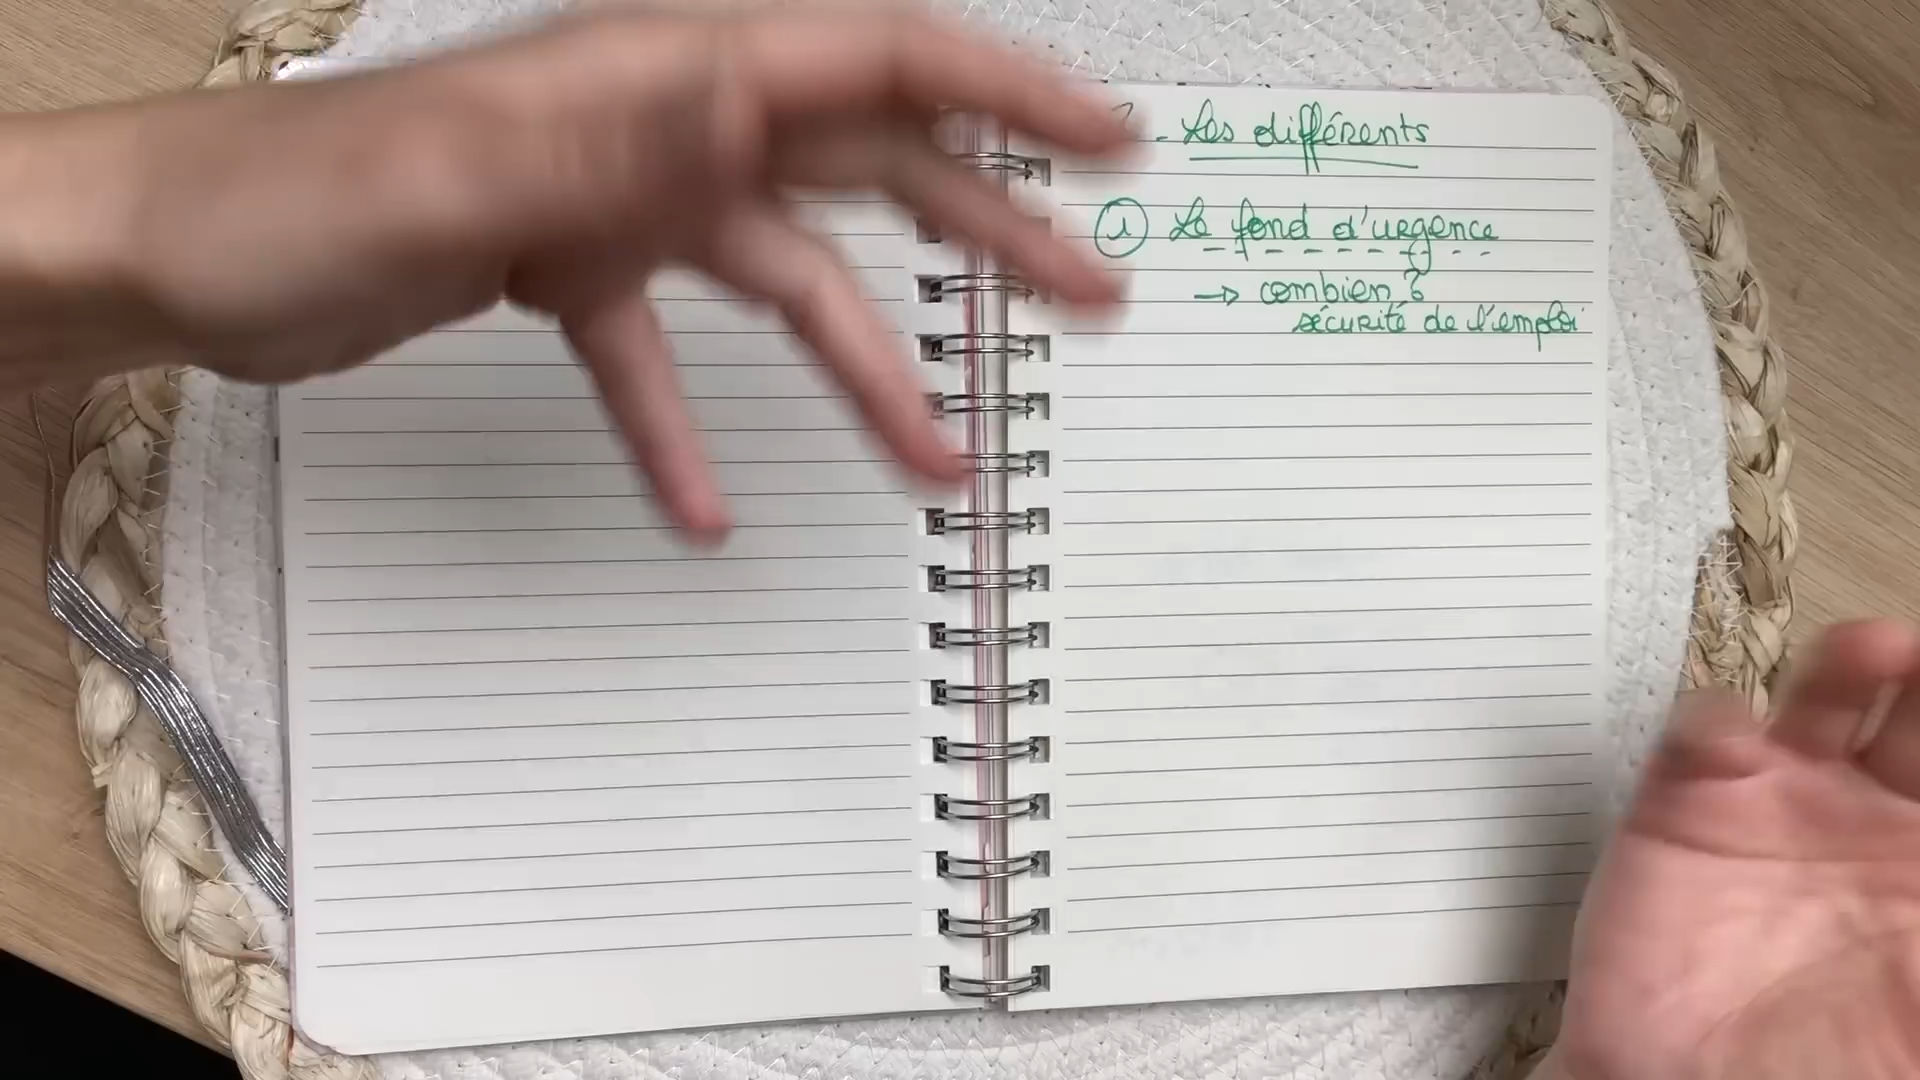 - Les différents
1 Le fond d'urgence
→ combien ?
sécurité de l'emploi